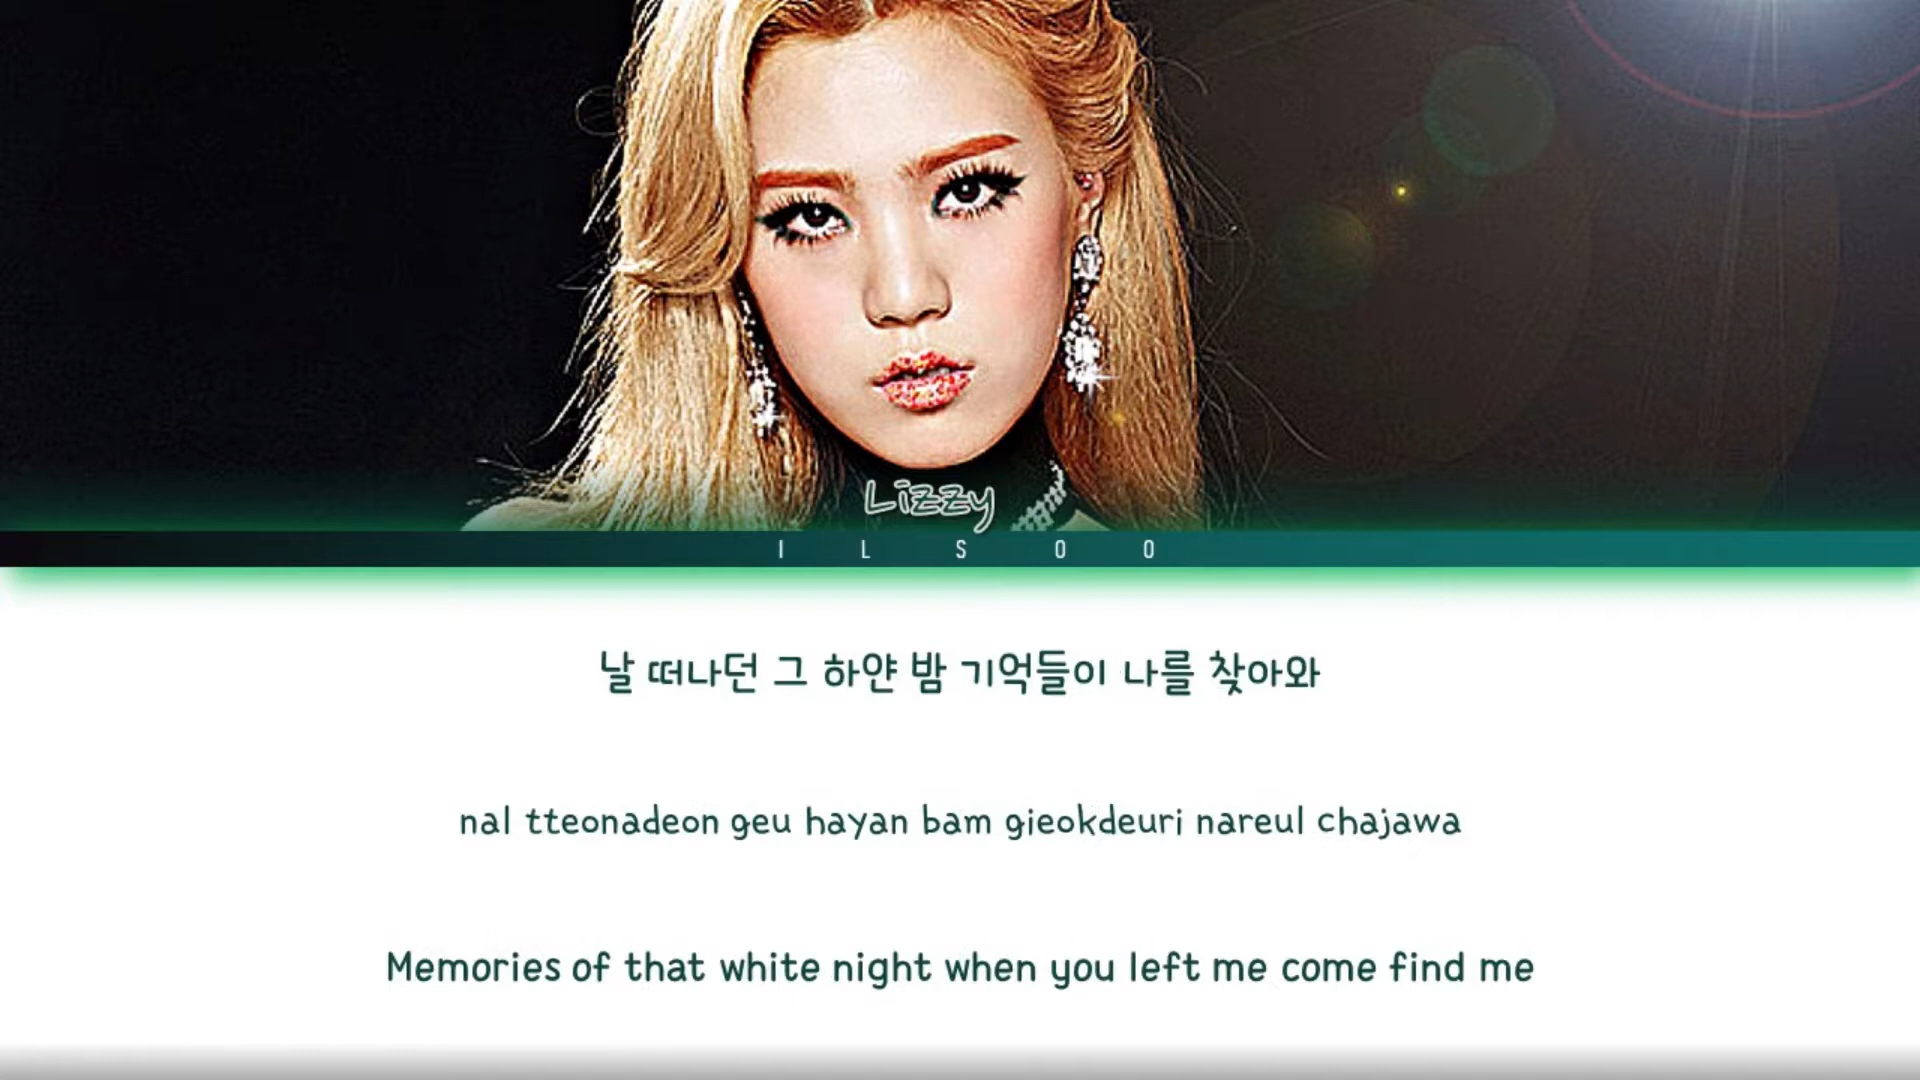 Lizzy
ILSOO
날 떠나던 그 하얀 밤 기억들이 나를 찾아와
nal tteonadeon geu hayan bam gieokdeuri nareul chajawa
Memories of that white night when you left me come find me